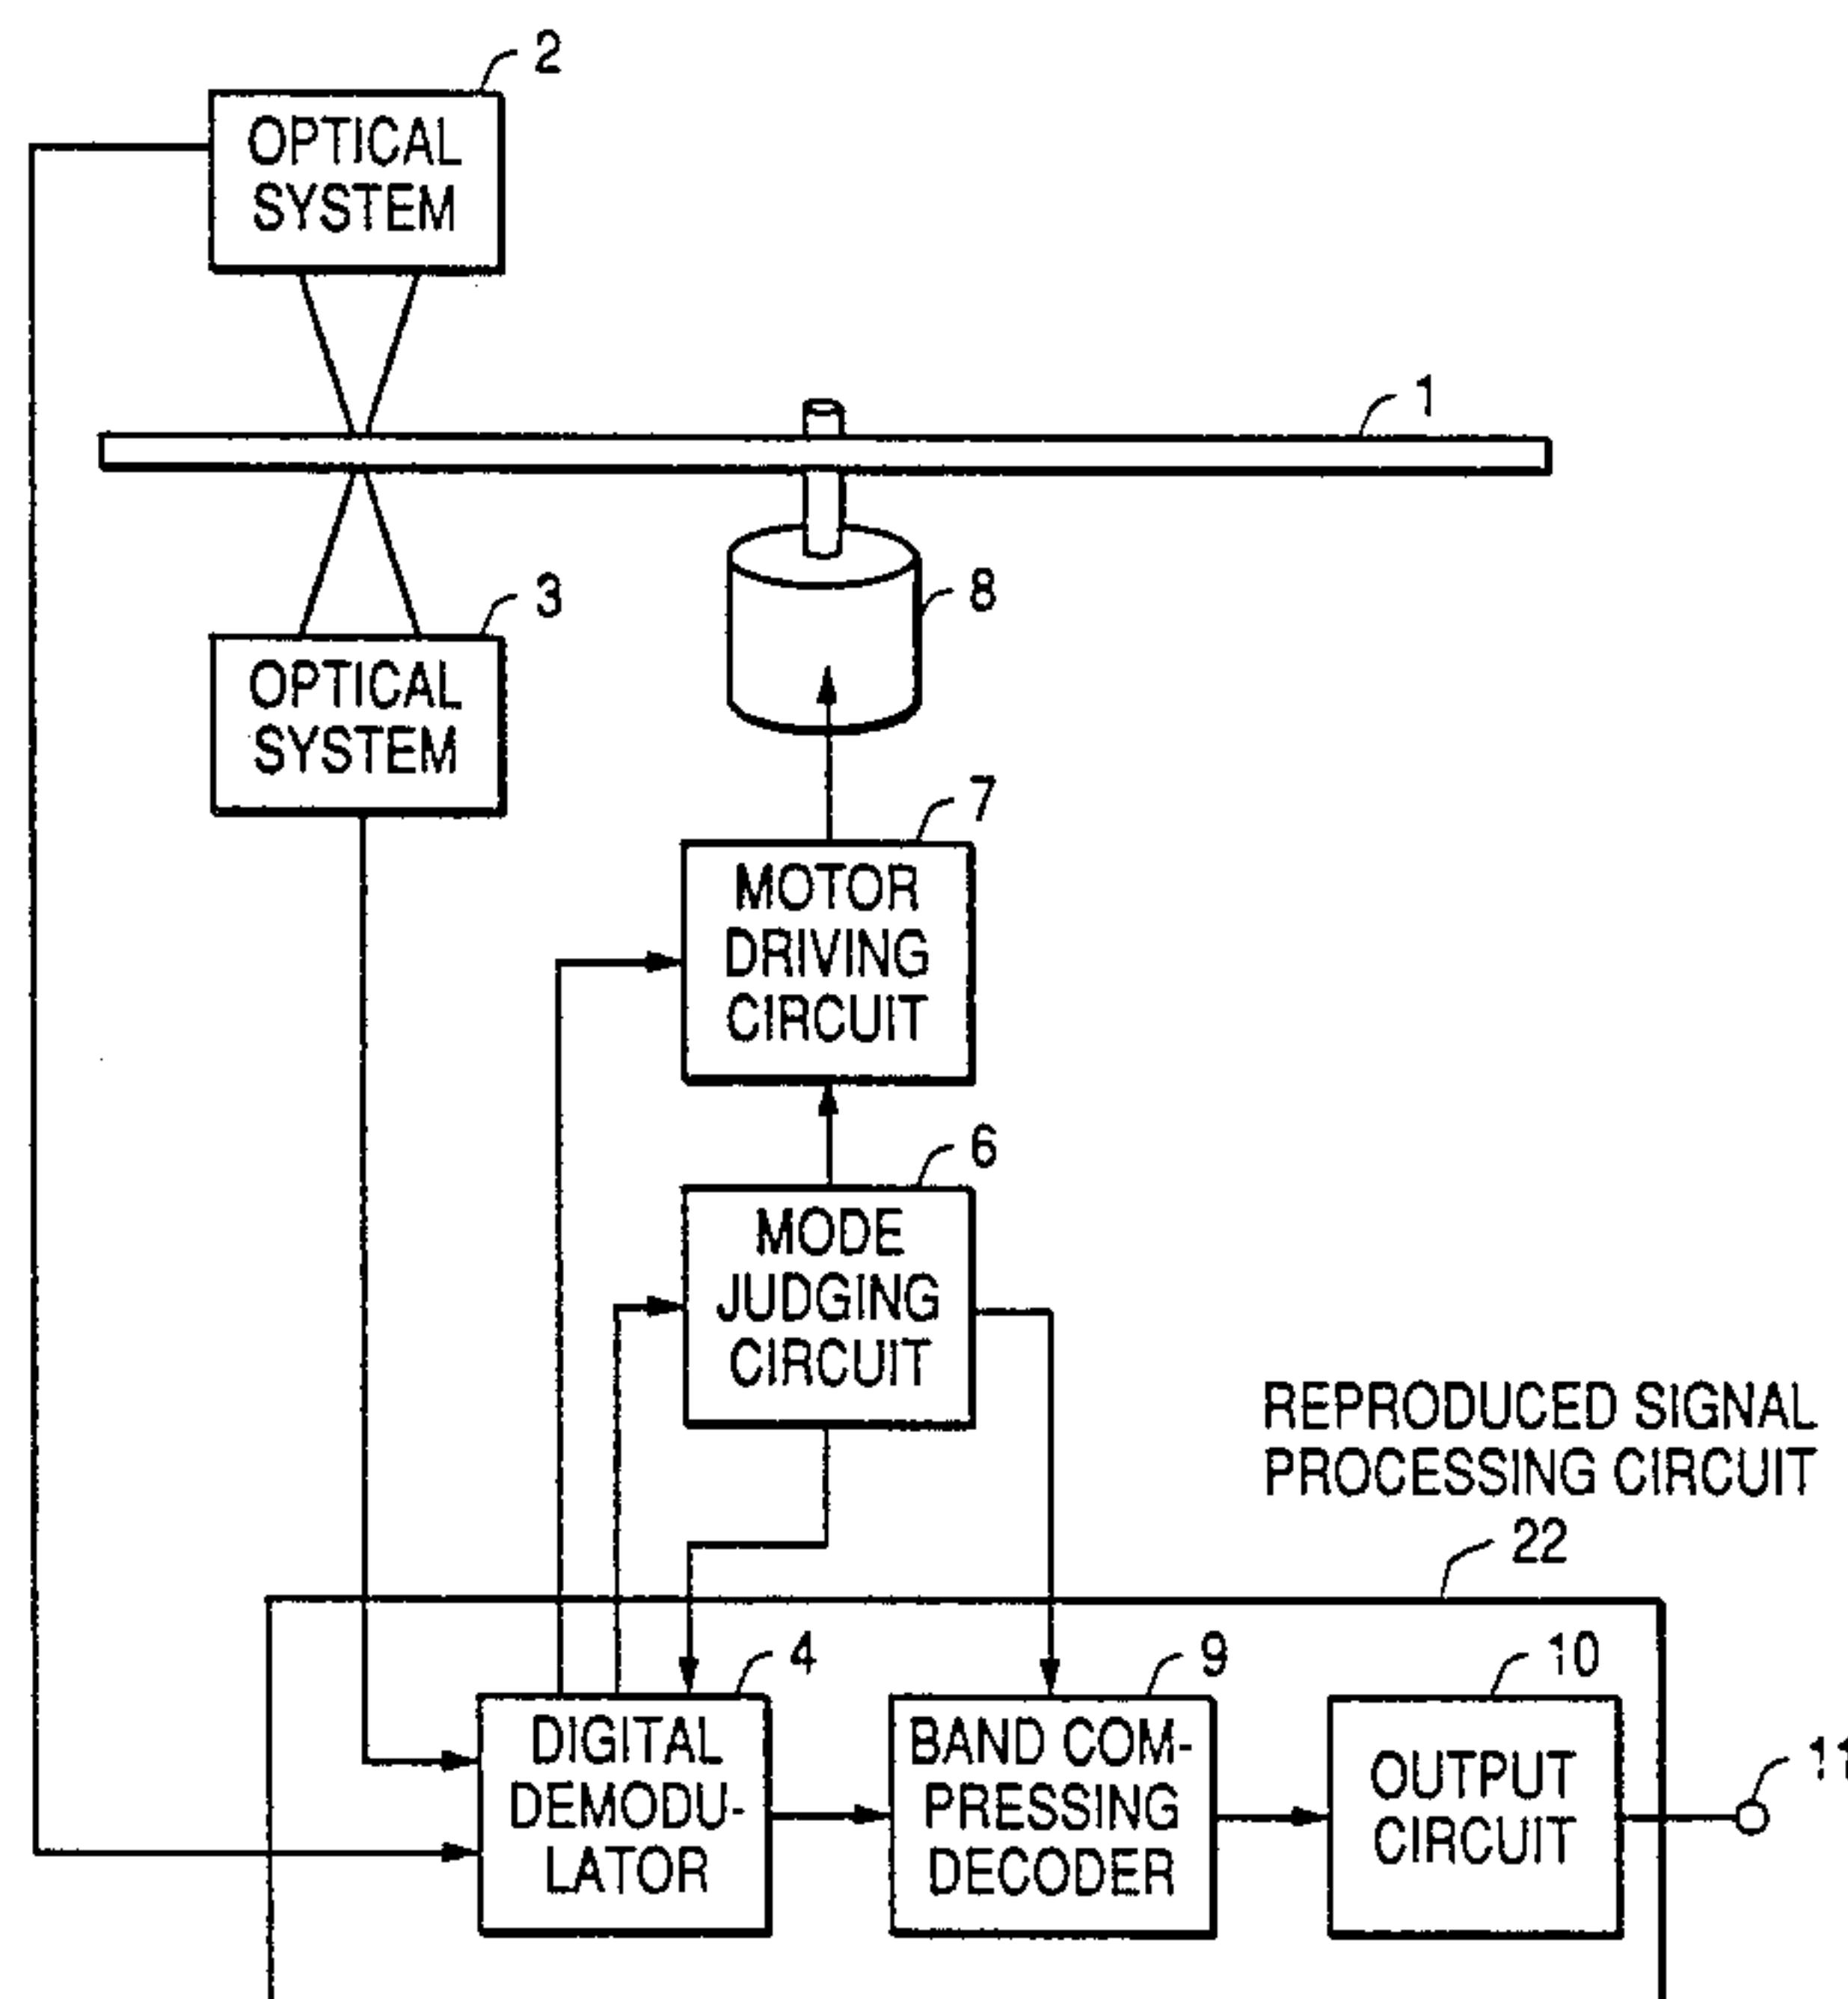 2
OPTICAL
SYSTEM
1
3
OPTICAL
SYSTEM
8
7
MOTOR
DRIVING
CIRCUIT
6
MODE
JUDGING
CIRCUIT
REPRODUCED SIGNAL
PROCESSING CIRCUIT
22
4
DIGITAL
DEMODU-
LATOR
9
BAND COM-
PRESSING
DECODER
10
OUTPUT
CIRCUIT
11